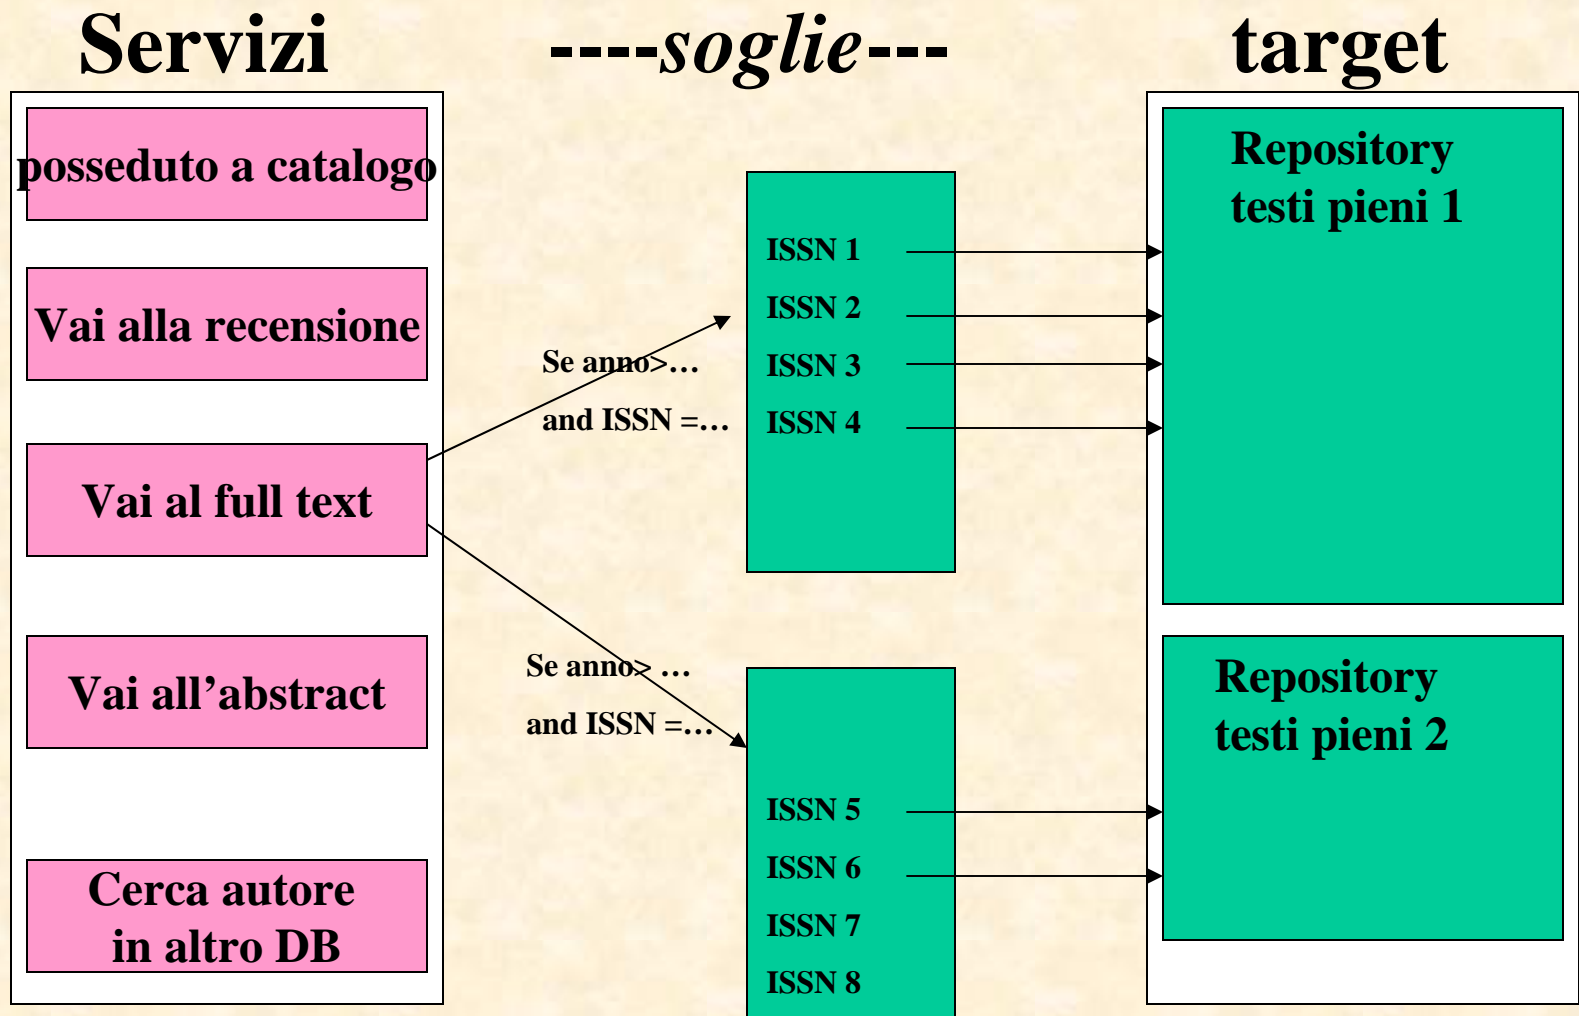 Servizi
----soglie---
target
posseduto a catalogo
Vai alla recensione
Vai al full text
Vai all’abstract
Cerca autore
in altro DB
Se anno>…
and ISSN =…
Se anno> …
and ISSN =…
ISSN 1
ISSN 2
ISSN 3
ISSN 4
ISSN 5
ISSN 6
ISSN 7
ISSN 8
Repository
testi pieni 1
Repository
testi pieni 2